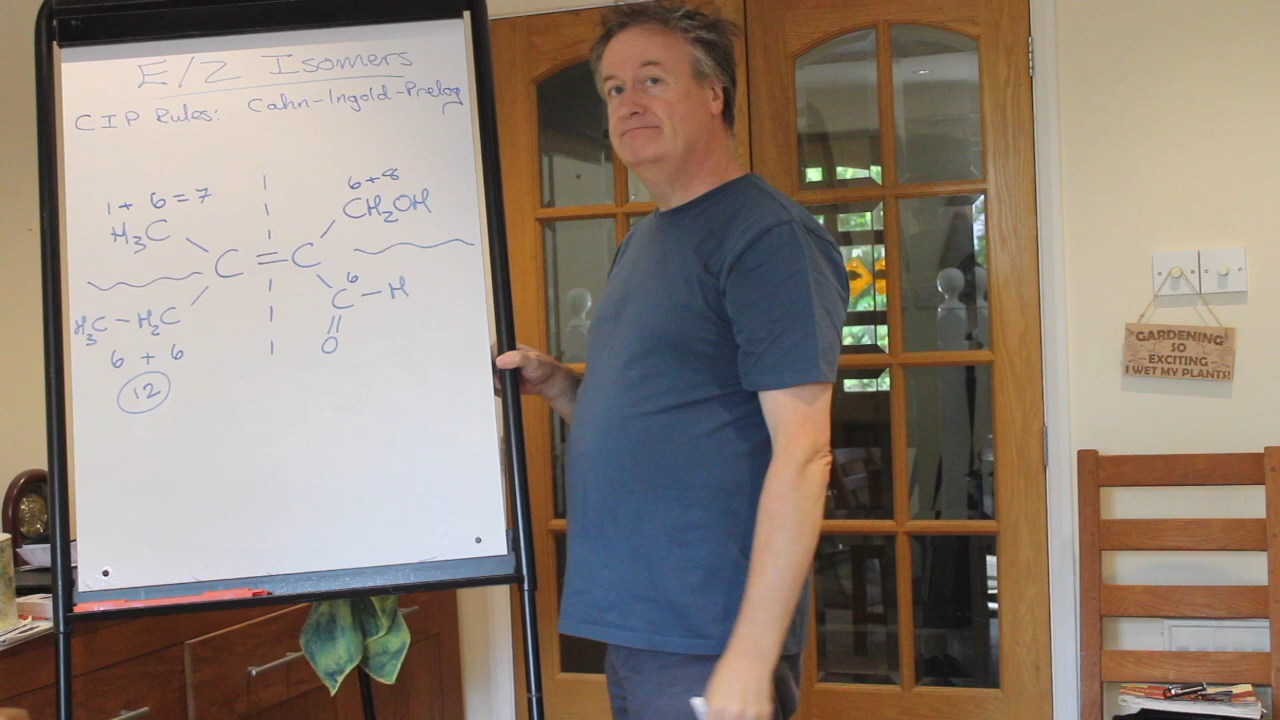 E/Z Isomers
CIP Rules: Cahn-Ingold-Prelog
1 + 6 = 7
6+8
H3C
CH2OH
C = C
6
C - H
H3C - H2C
O
6 + 6
12
GARDENING
SO
EXCITING
I WET MY PLANTS!